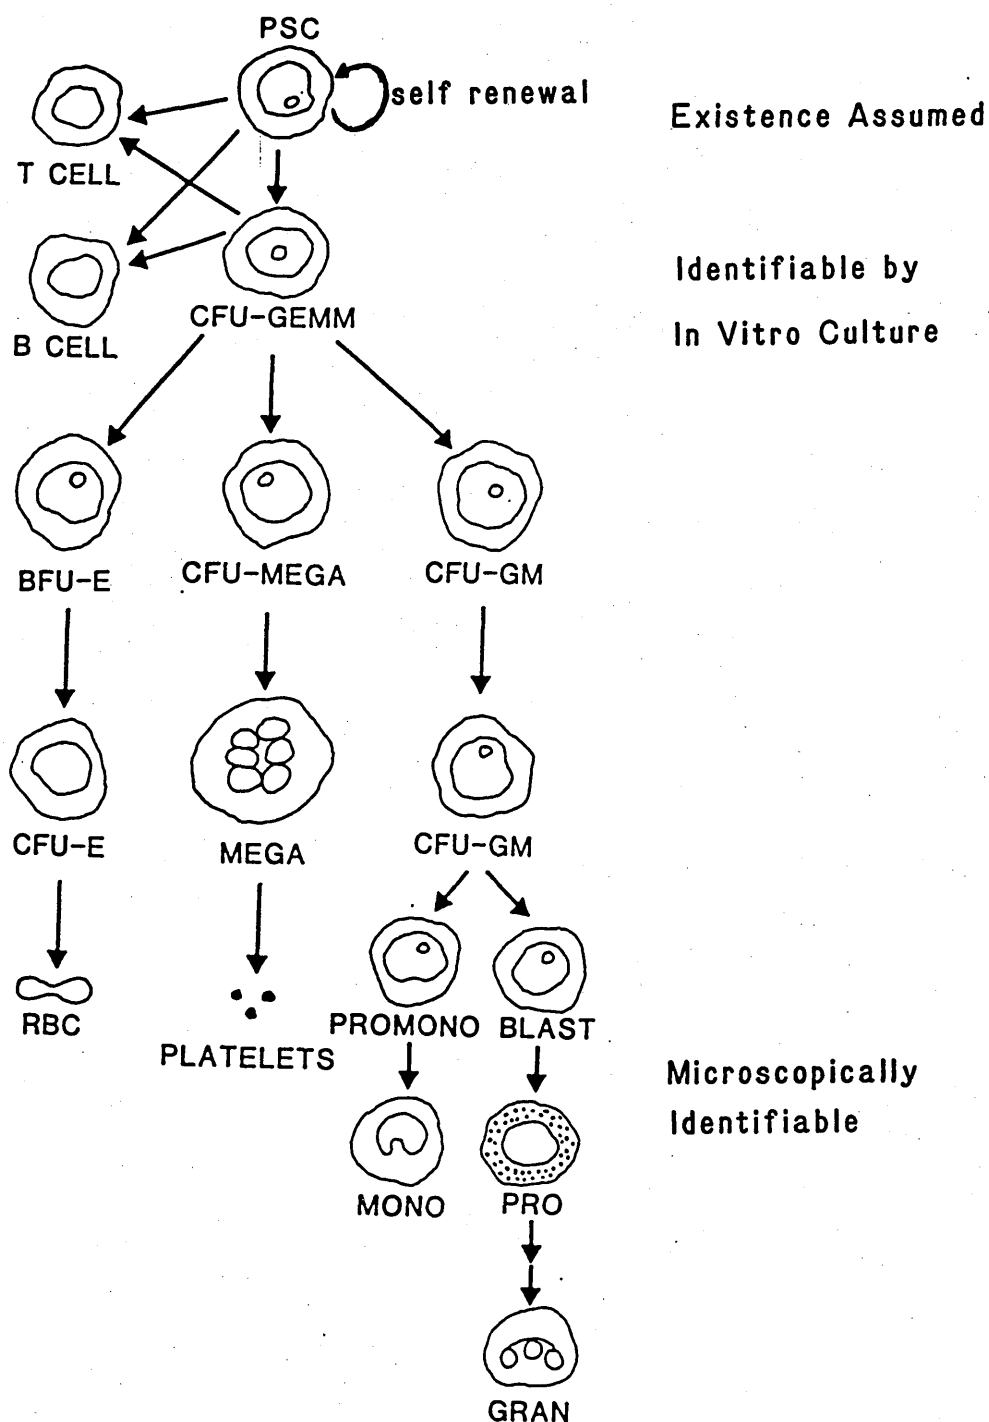 PSC
self renewal
Existence Assumed
T CELL
Identifiable by
CFU-GEMM
In Vitro Culture
B CELL
BFU-E
CFU-MEGA
CFU-GM
CFU-E
MEGA
CFU-GM
RBC
PLATELETS
PROMONO
BLAST
Microscopically
Identifiable
MONO
PRO
GRAN